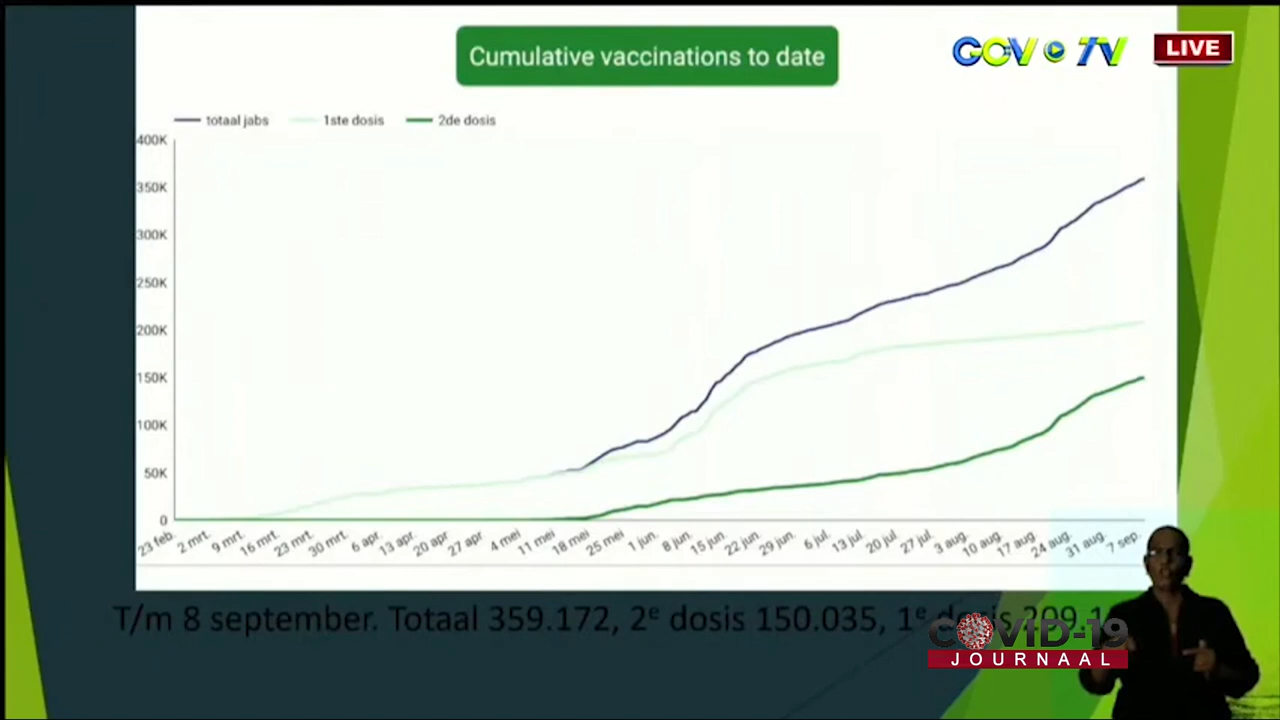 Cumulative vaccinations to date
GOV TV
LIVE
totaal jabs 1ste dosis 2de dosis
400K
350K
300K
250K
200K
150K
100K
50K
0
23 feb. 2 mrt. 9 mrt. 16 mrt. 23 mrt. 30 mrt. 6 apr. 13 apr. 20 apr. 27 apr. 4 mei 11 mei 18 mei 25 mei 1 jun. 8 jun. 15 jun. 22 jun. 29 jun. 6 jul. 13 jul. 20 jul. 27 jul. 3 aug. 10 aug. 17 aug. 24 aug. 31 aug. 7 sep.
T/m 8 september. Totaal 359.172, 2e dosis 150.035, 1e dosis 209.1
COVID-19
JOURNAAL